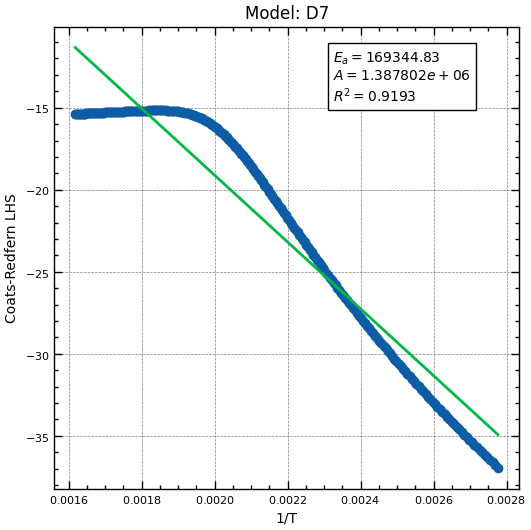 Model: D7
E_a = 169344.83
A = 1.387802e + 06
R² = 0.9193
Coats-Redfern LHS
−15
−20
−25
−30
−35
0.0016 0.0018 0.0020 0.0022 0.0024 0.0026 0.0028
1/T